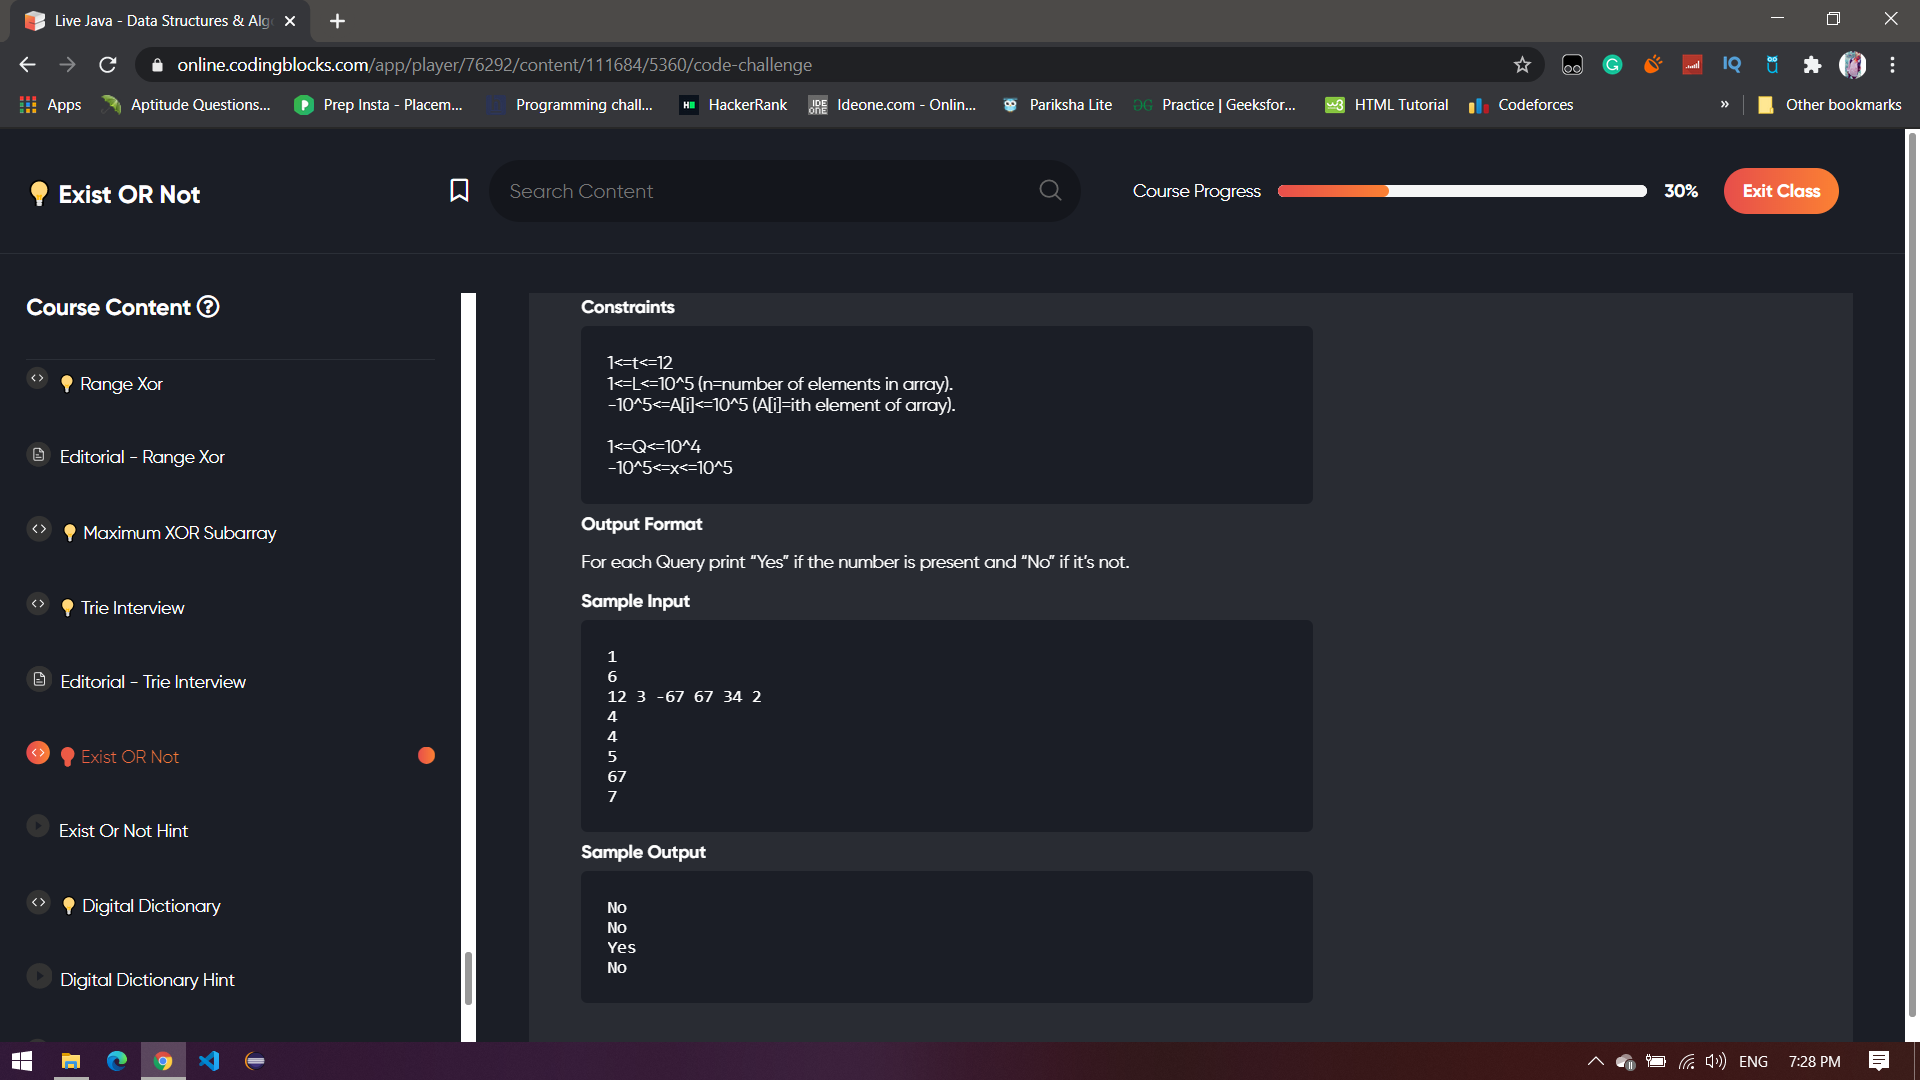 Live Java - Data Structures & Alg
online.codingblocks.com/app/player/76292/content/111684/5360/code-challenge
Apps
Aptitude Questions...
Prep Insta - Placem...
Programming chall...
HackerRank
Ideone.com - Onlin...
Pariksha Lite
Practice | Geeksfor...
HTML Tutorial
Codeforces
»
Other bookmarks
Exist OR Not
Search Content
Course Progress
30%
Exit Class
Course Content
Range Xor
Editorial - Range Xor
Maximum XOR Subarray
Trie Interview
Editorial - Trie Interview
Exist OR Not
Exist Or Not Hint
Digital Dictionary
Digital Dictionary Hint
Constraints
1<=t<=12
1<=L<=10^5 (n=number of elements in array).
-10^5<=A[i]<=10^5 (A[i]=ith element of array).
1<=Q<=10^4
-10^5<=x<=10^5
Output Format
For each Query print “Yes” if the number is present and “No” if it’s not.
Sample Input
1
6
12 3 -67 67 34 2
4
4
5
67
7
Sample Output
No
No
Yes
No
ENG
7:28 PM